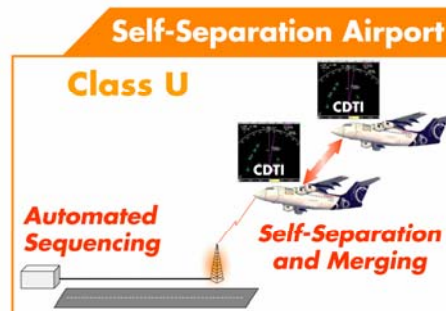 Self-Separation Airport
Class U
CDTI
CDTI
Automated
Sequencing
Self-Separation
and Merging